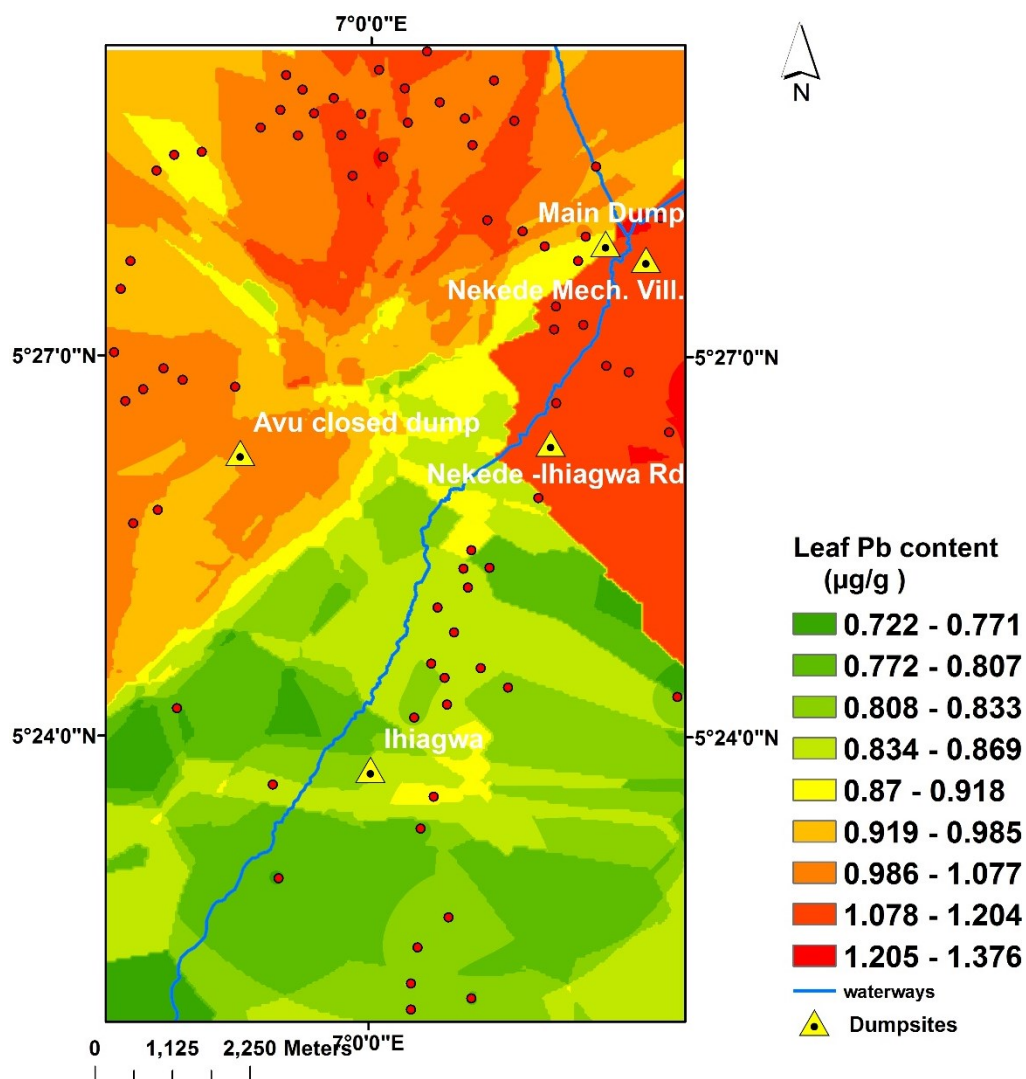 7°0'0"E
N
Main Dump
Nekede Mech. Vill.
5°27'0"N
5°27'0"N
Avu closed dump
Nekede -Ihiagwa Rd
Leaf Pb content
(µg/g )
0.722 - 0.771
0.772 - 0.807
0.808 - 0.833
0.834 - 0.869
0.87 - 0.918
0.919 - 0.985
0.986 - 1.077
1.078 - 1.204
1.205 - 1.376
waterways
Dumpsites
5°24'0"N
5°24'0"N
Ihiagwa
7°0'0"E
0 1,125 2,250 Meters